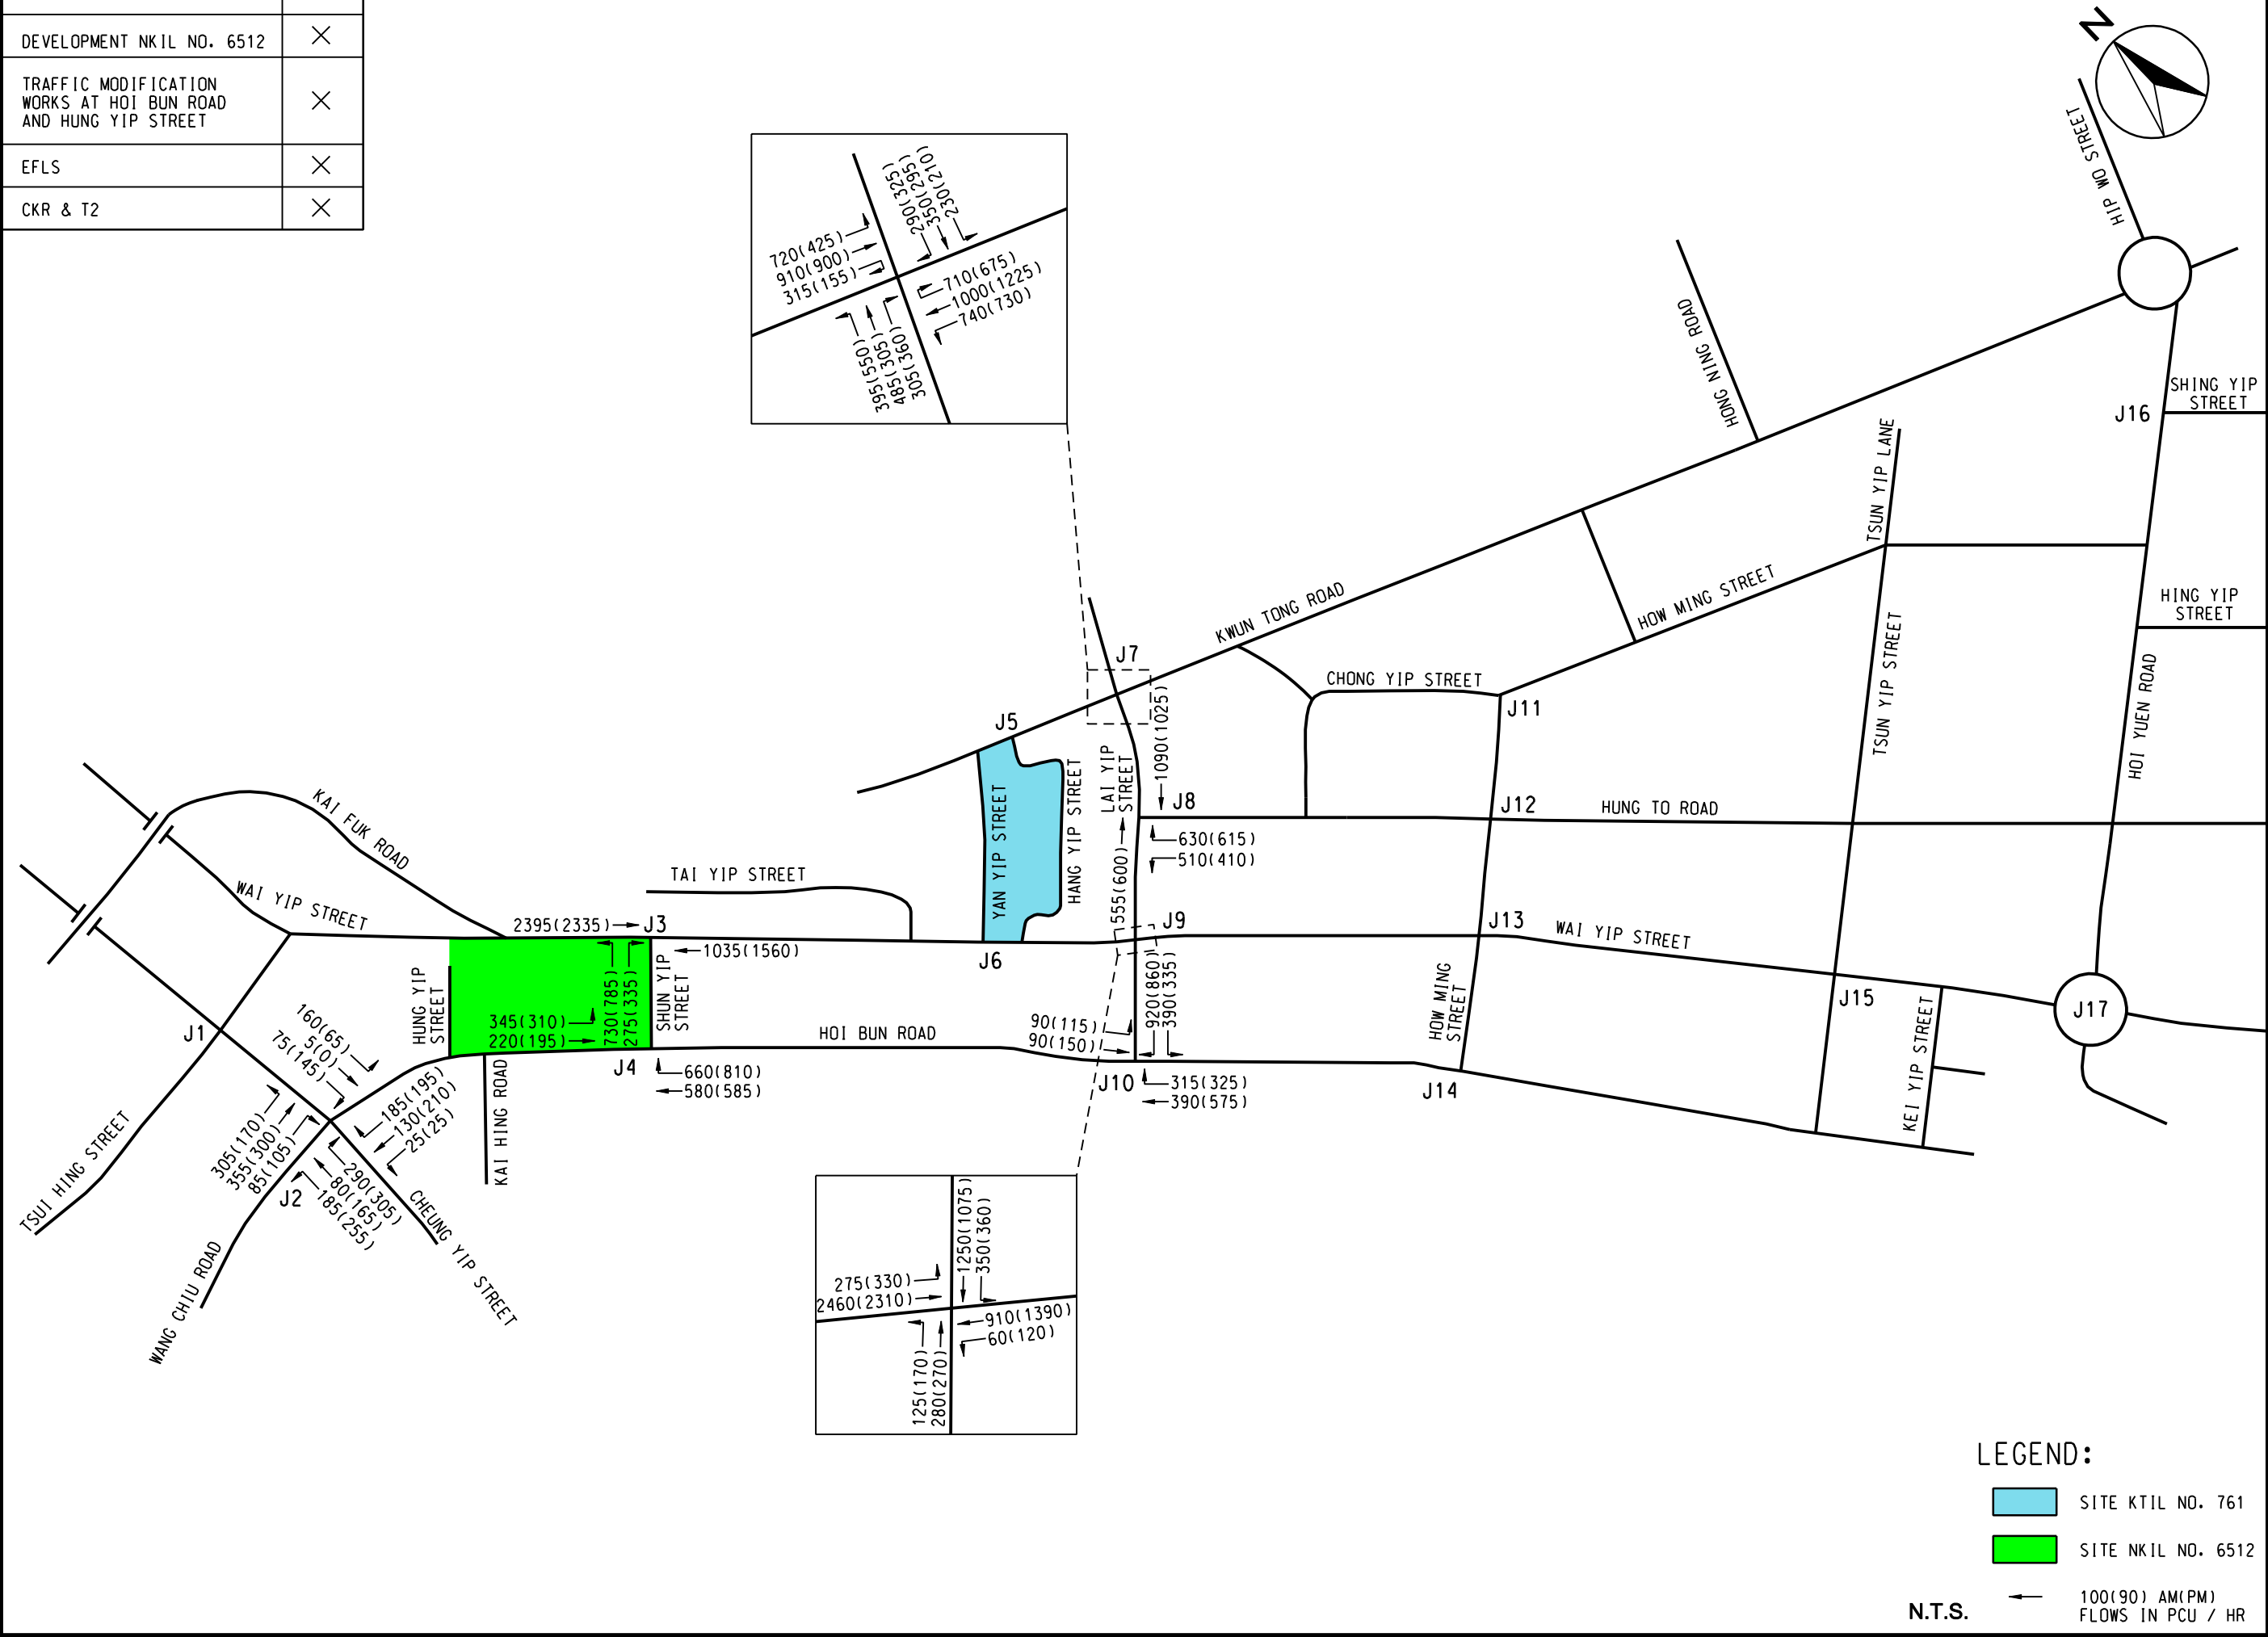 DEVELOPMENT NKIL NO. 6512
TRAFFIC MODIFICATION
WORKS AT HOI BUN ROAD
AND HUNG YIP STREET
EFLS
CKR & T2
N
HIP WO STREET
290(325)
350(295)
230(210)
720(425)
910(900)
315(155)
710(675)
1000(1225)
740(730)
395(550)
485(305)
305(360)
HONG NING ROAD
SHING YIP
STREET
J16
TSUN YIP LANE
KWUN TONG ROAD
HOW MING STREET
HING YIP
STREET
J7
1090(1025)
CHONG YIP STREET
J11
TSUN YIP STREET
HOI YUEN ROAD
J5
YAN YIP STREET
HANG YIP STREET
LAI YIP
STREET
J8
J12
HUNG TO ROAD
KAI FUK ROAD
630(615)
510(410)
555(600)
TAI YIP STREET
WAI YIP STREET
2395(2335)
J3
1035(1560)
J6
J9
J13
WAI YIP STREET
HUNG YIP
STREET
730(785)
275(335)
345(310)
220(195)
SHUN YIP
STREET
HOI BUN ROAD
90(115)
90(150)
920(860)
390(335)
HOW MING
STREET
J15
KEI YIP STREET
J17
J1
160(65)
5(0)
75(145)
J4
660(810)
580(585)
J10
315(325)
390(575)
J14
KAI HING ROAD
185(195)
130(210)
25(25)
305(170)
355(300)
85(105)
J2
290(305)
80(165)
185(255)
TSUI HING STREET
CHEUNG YIP STREET
WANG CHIU ROAD
1250(1075)
350(360)
275(330)
2460(2310)
910(1390)
60(120)
125(170)
280(270)
LEGEND:
SITE KTIL NO. 761
SITE NKIL NO. 6512
100(90) AM(PM)
FLOWS IN PCU / HR
N.T.S.